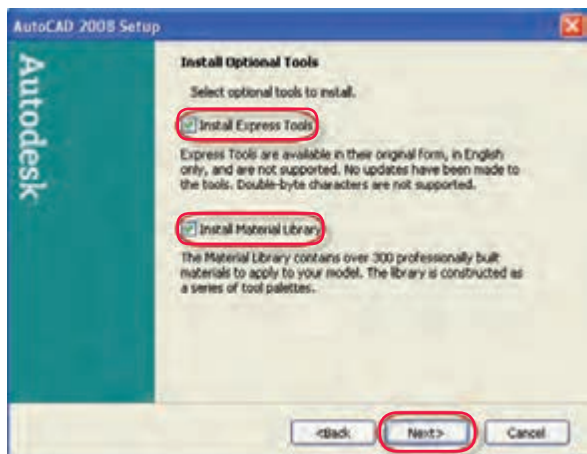 AutoCAD 2008 Setup
Autodesk
Install Optional Tools
Select optional tools to install.
Install Express Tools
Express Tools are available in their original form, in English
only, and are not supported. No updates have been made to
the tools. Double-byte characters are not supported.
Install Material Library
The Material Library contains over 300 professionally built
materials to apply to your model. The library is constructed as
a series of tool palettes.
<Back
Next>
Cancel